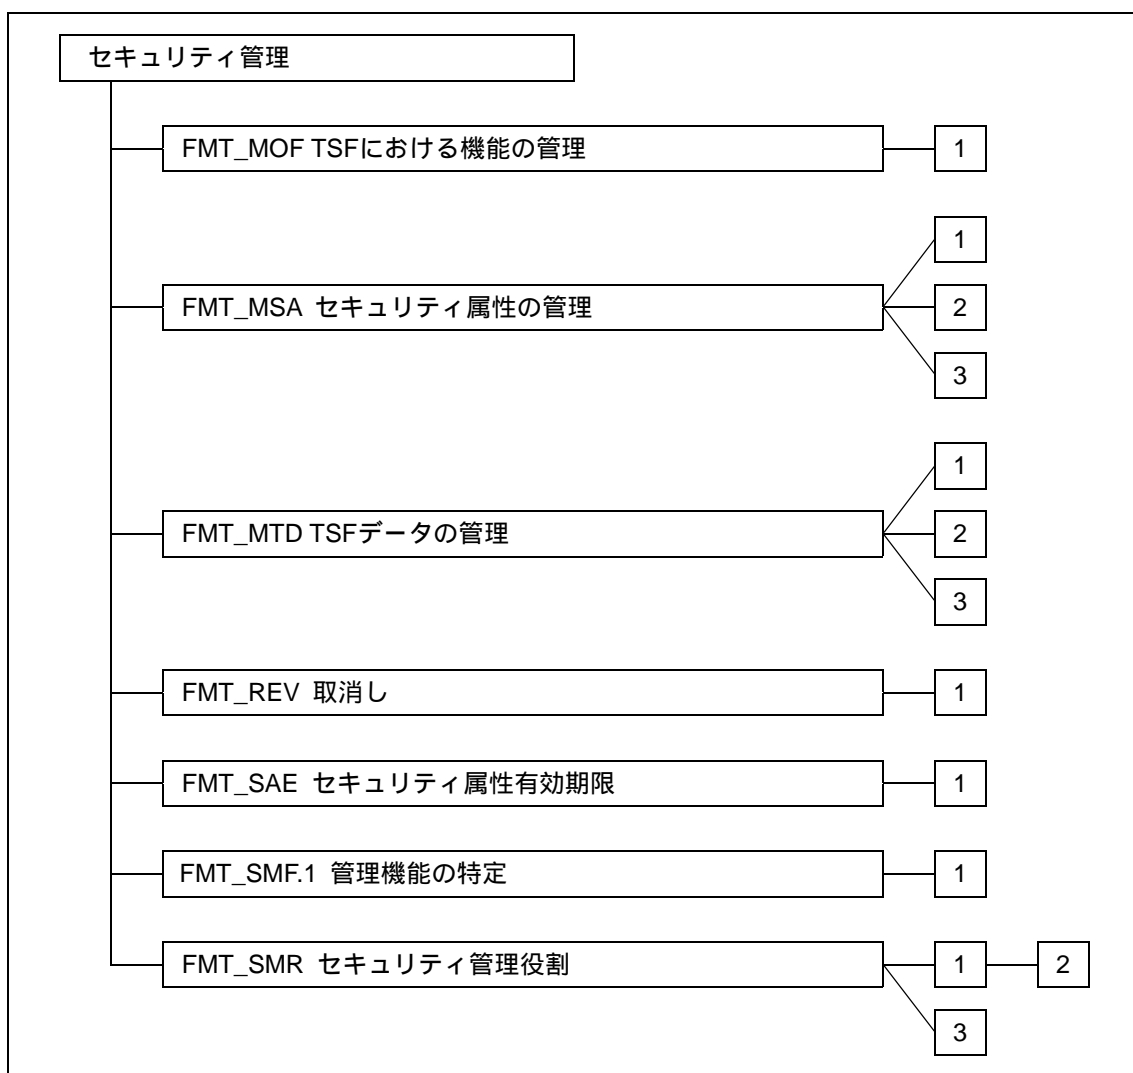 セキュリティ管理
FMT_MOF TSFにおける機能の管理
1
FMT_MSA セキュリティ属性の管理
1
2
3
FMT_MTD TSFデータの管理
1
2
3
FMT_REV 取消し
1
FMT_SAE セキュリティ属性有効期限
1
FMT_SMF.1 管理機能の特定
1
FMT_SMR セキュリティ管理役割
1
2
3